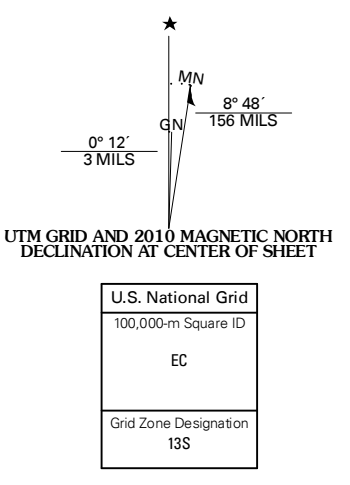 MN
8° 48´
156 MILS
GN
0° 12´
3 MILS
UTM GRID AND 2010 MAGNETIC NORTH
DECLINATION AT CENTER OF SHEET
U.S. National Grid
100,000-m Square ID
EC
Grid Zone Designation
13S